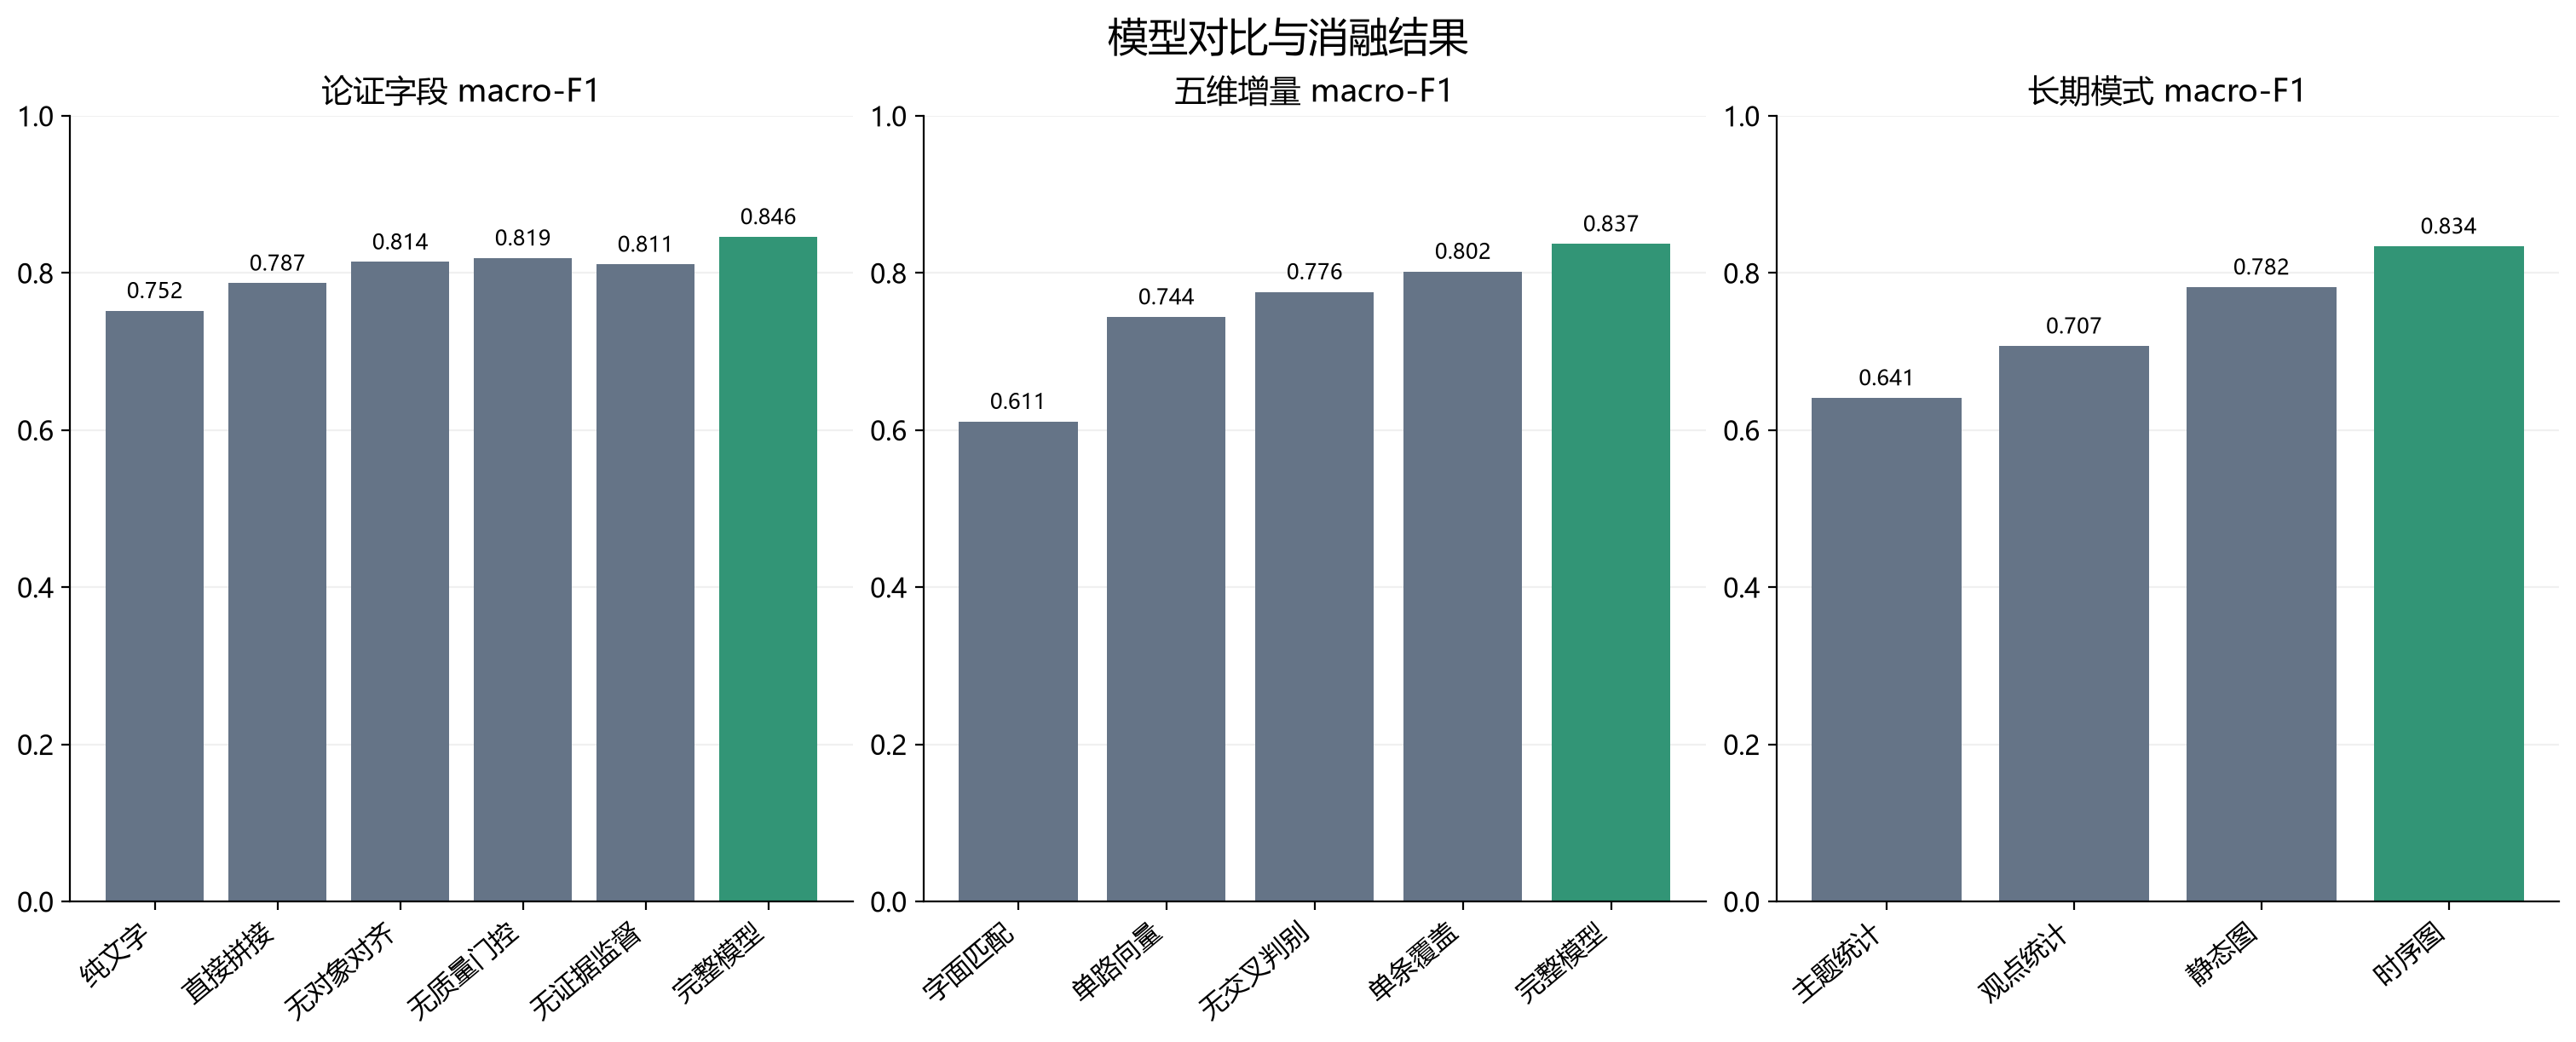 模型对比与消融结果
论证字段 macro-F1
1.0
0.8
0.6
0.4
0.2
0.0
0.752
0.787
0.814
0.819
0.811
0.846
纯文字
直接拼接
无对象对齐
无质量门控
无证据监督
完整模型
五维增量 macro-F1
1.0
0.8
0.6
0.4
0.2
0.0
0.611
0.744
0.776
0.802
0.837
字面匹配
单路向量
无交叉判别
单条覆盖
完整模型
长期模式 macro-F1
1.0
0.8
0.6
0.4
0.2
0.0
0.641
0.707
0.782
0.834
主题统计
观点统计
静态图
时序图